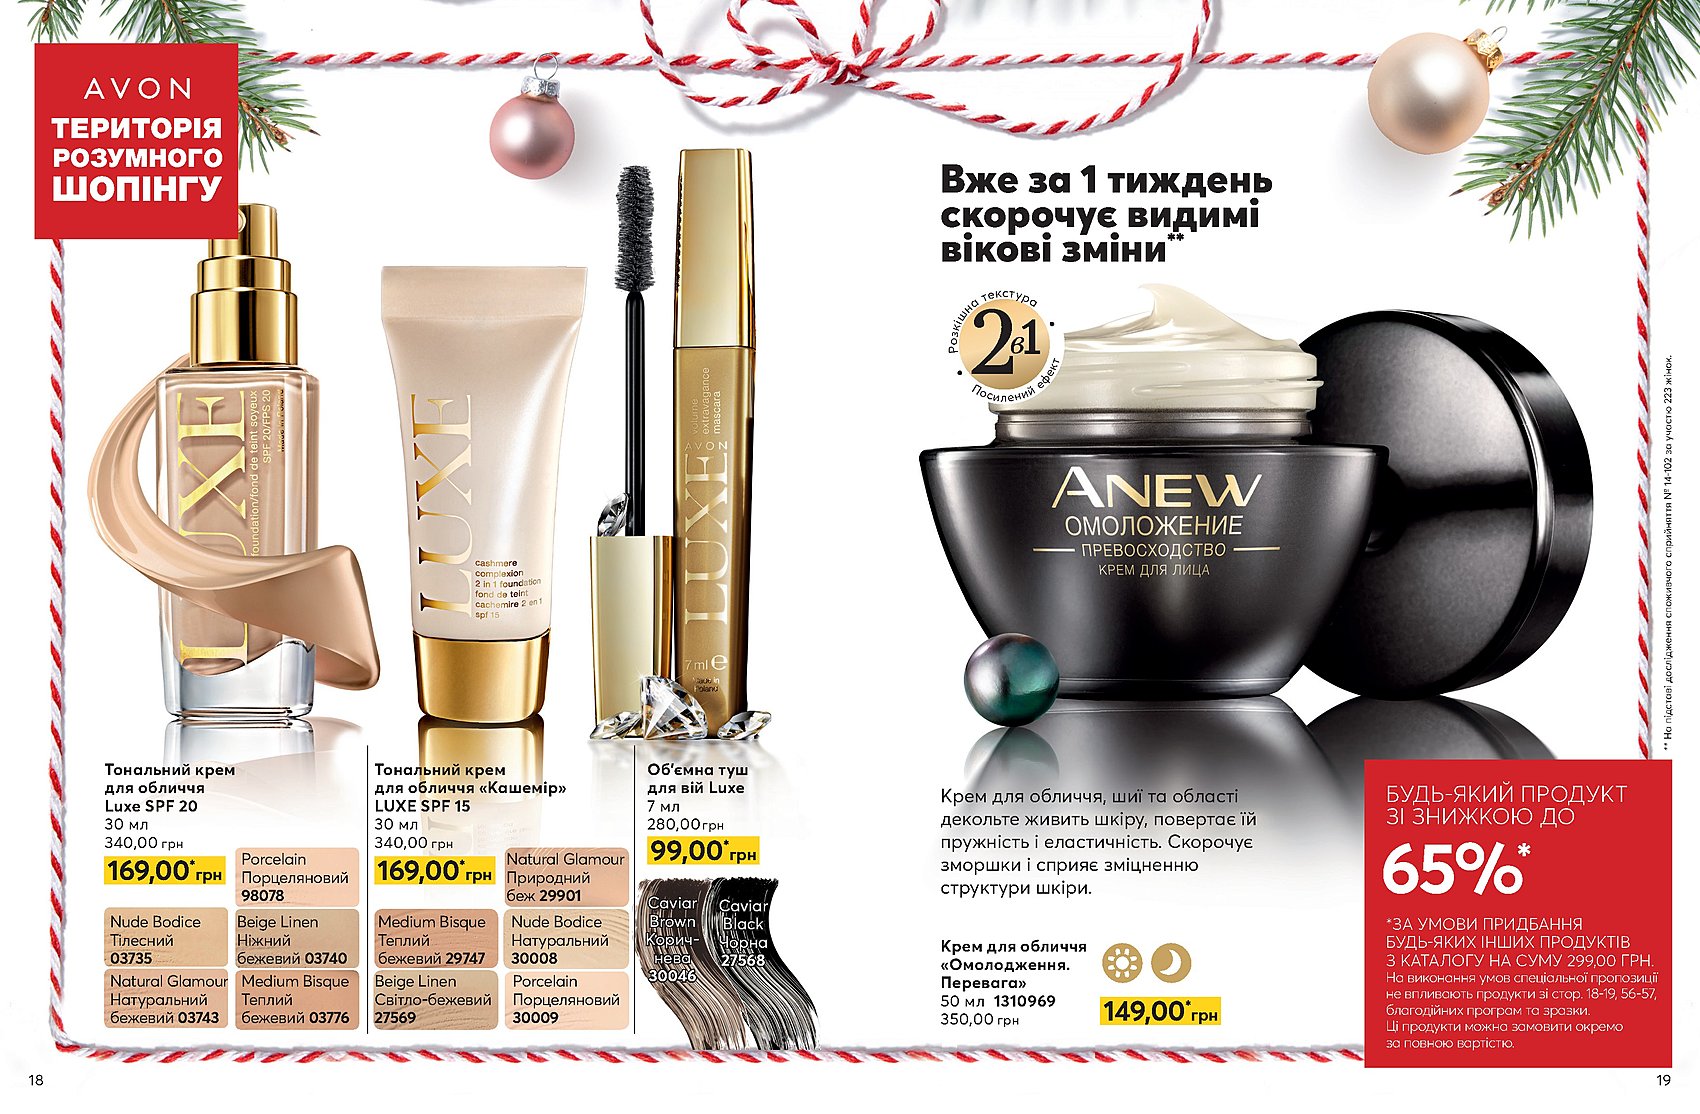 AVON
ТЕРИТОРІЯ
РОЗУМНОГО
ШОПІНГУ
LUXE
foundation/fond de teint soyeux
SPF 20/FPS 20
Made in Poland
LUXE
cashmere
complexion
2 in 1 foundation
fond de teint
cachemire 2 en 1
spf 15
volume
extravagance
mascara
AVON
LUXE
7 ml e
Made in
Poland
Вже за 1 тиждень
скорочує видимі
вікові зміни**
Розкішна текстура
2в1
Посилений ефект
ANEW
ОМОЛОЖЕНИЕ
ПРЕВОСХОДСТВО
КРЕМ ДЛЯ ЛИЦА
** На підставі дослідження споживчого сприйняття № 14-102 за участю 223 жінок.
Тональний крем
для обличчя
Luxe SPF 20
30 мл
340,00 грн
169,00* грн
Porcelain
Порцеляновий
98078
Nude Bodice
Тілесний
03735
Beige Linen
Ніжний
бежевий 03740
Natural Glamour
Натуральний
бежевий 03743
Medium Bisque
Теплий
бежевий 03776
Тональний крем
для обличчя «Кашемір»
LUXE SPF 15
30 мл
340,00 грн
169,00* грн
Natural Glamour
Природний
беж 29901
Medium Bisque
Теплий
бежевий 29747
Nude Bodice
Натуральний
30008
Beige Linen
Світло-бежевий
27569
Porcelain
Порцеляновий
30009
Об'ємна туш
для вій Luxe
7 мл
280,00 грн
99,00* грн
Caviar
Brown
Корич-
нева
30046
Caviar
Black
Чорна
27568
Крем для обличчя, шиї та області
декольте живить шкіру, повертає їй
пружність і еластичність. Скорочує
зморшки і сприяє зміцненню
структури шкіри.
Крем для обличчя
«Омолодження.
Перевага»
50 мл 1310969
350,00 грн
149,00* грн
БУДЬ-ЯКИЙ ПРОДУКТ
ЗІ ЗНИЖКОЮ ДО
65%*
*ЗА УМОВИ ПРИДБАННЯ
БУДЬ-ЯКИХ ІНШИХ ПРОДУКТІВ
З КАТАЛОГУ НА СУМУ 299,00 ГРН.
На виконання умов спеціальної пропозиції
не впливають продукти зі стор. 18-19, 56-57,
благодійних програм та зразки.
Ці продукти можна замовити окремо
за повною вартістю.
18
19